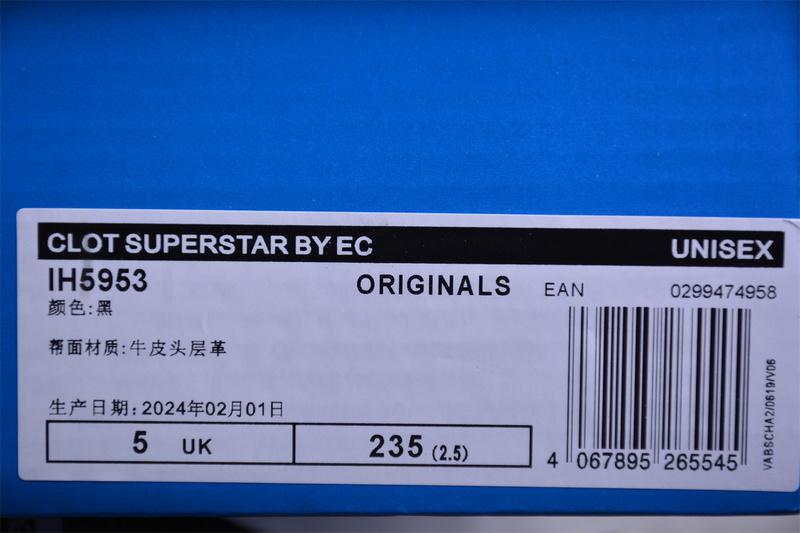 CLOT SUPERSTAR BY EC UNISEX
IH5953 ORIGINALS EAN 0299474958
颜色:黑
帮面材质:牛皮头层革
生产日期:2024年02月01日
5 UK 235 (2.5)
4 067895 265545
VABSCHA2/0619/V06